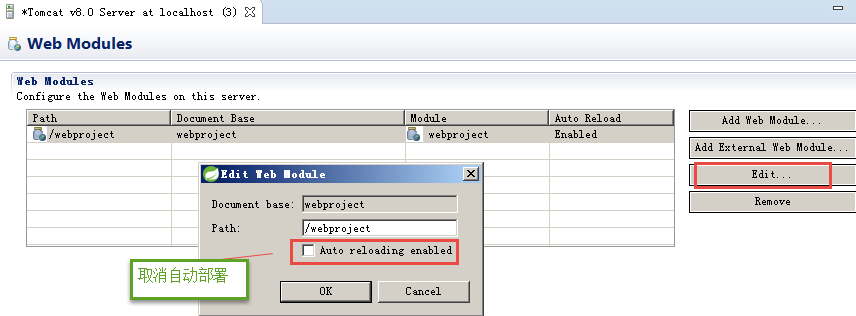 *Tomcat v8.0 Server at localhost (3)
Web Modules
Web Modules
Configure the Web Modules on this server.
Path Document Base Module Auto Reload
/webproject webproject webproject Enabled
Add Web Module...
Add External Web Module...
Edit...
Remove
Edit Web Module
Document base: webproject
Path: /webproject
Auto reloading enabled
OK Cancel
取消自动部署